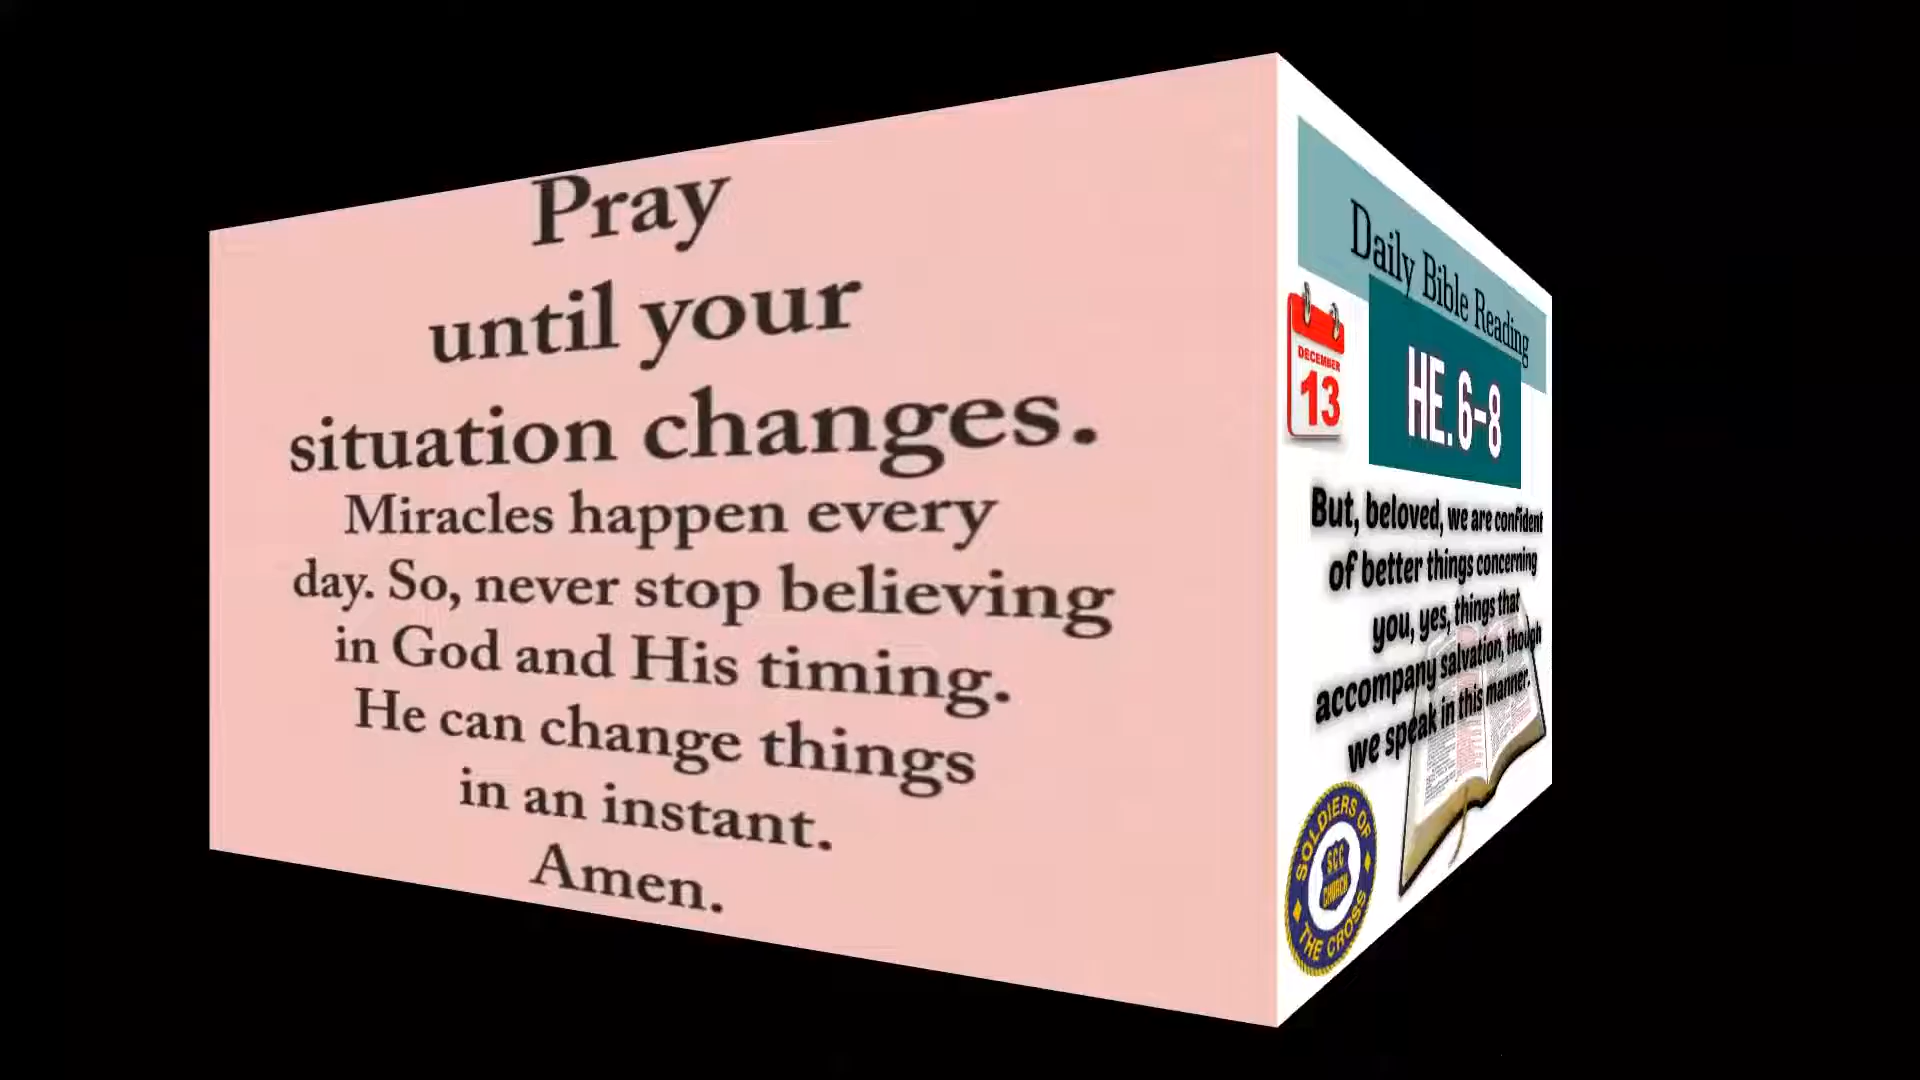 Pray
until your
situation changes.
Miracles happen every
day. So, never stop believing
in God and His timing.
He can change things
in an instant.
Amen.
Daily Bible Reading
DECEMBER
13
HE. 6-8
But, beloved, we are confident
of better things concerning
you, yes, things that
accompany salvation, though
we speak in this manner.
SOLDIERS OF
SCC
CHURCH
THE CROSS